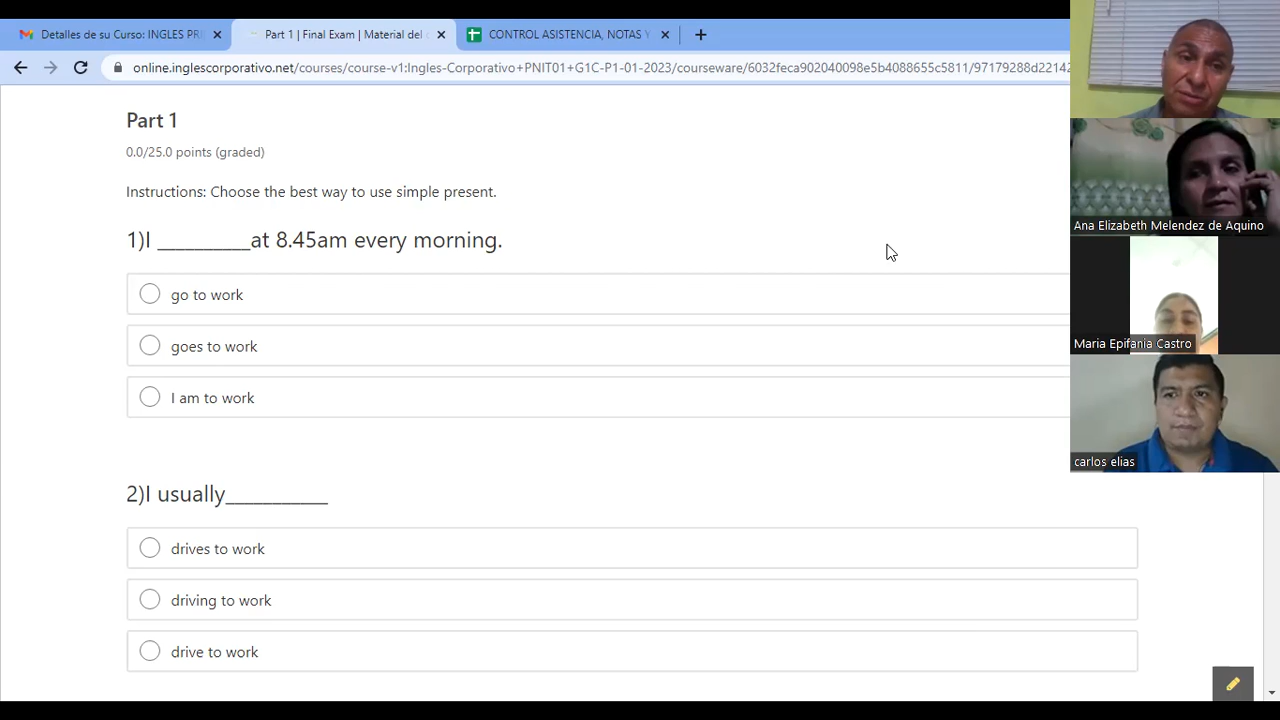 Detalles de su Curso: INGLES PRI
Part 1 | Final Exam | Material del
CONTROL ASISTENCIA, NOTAS Y
online.inglescorporativo.net/courses/course-v1:Ingles-Corporativo+PMIT01+G1C-P1-01-2023/courseware/6032feca902040098e5b4088655c5811/97179288d22142
Part 1
0.0/25.0 points (graded)
Instructions: Choose the best way to use simple present.
1)I __________at 8.45am every morning.
go to work
goes to work
I am to work
2)I usually___________
drives to work
driving to work
drive to work
Ana Elizabeth Melendez de Aquino
Maria Epifania Castro
carlos elias